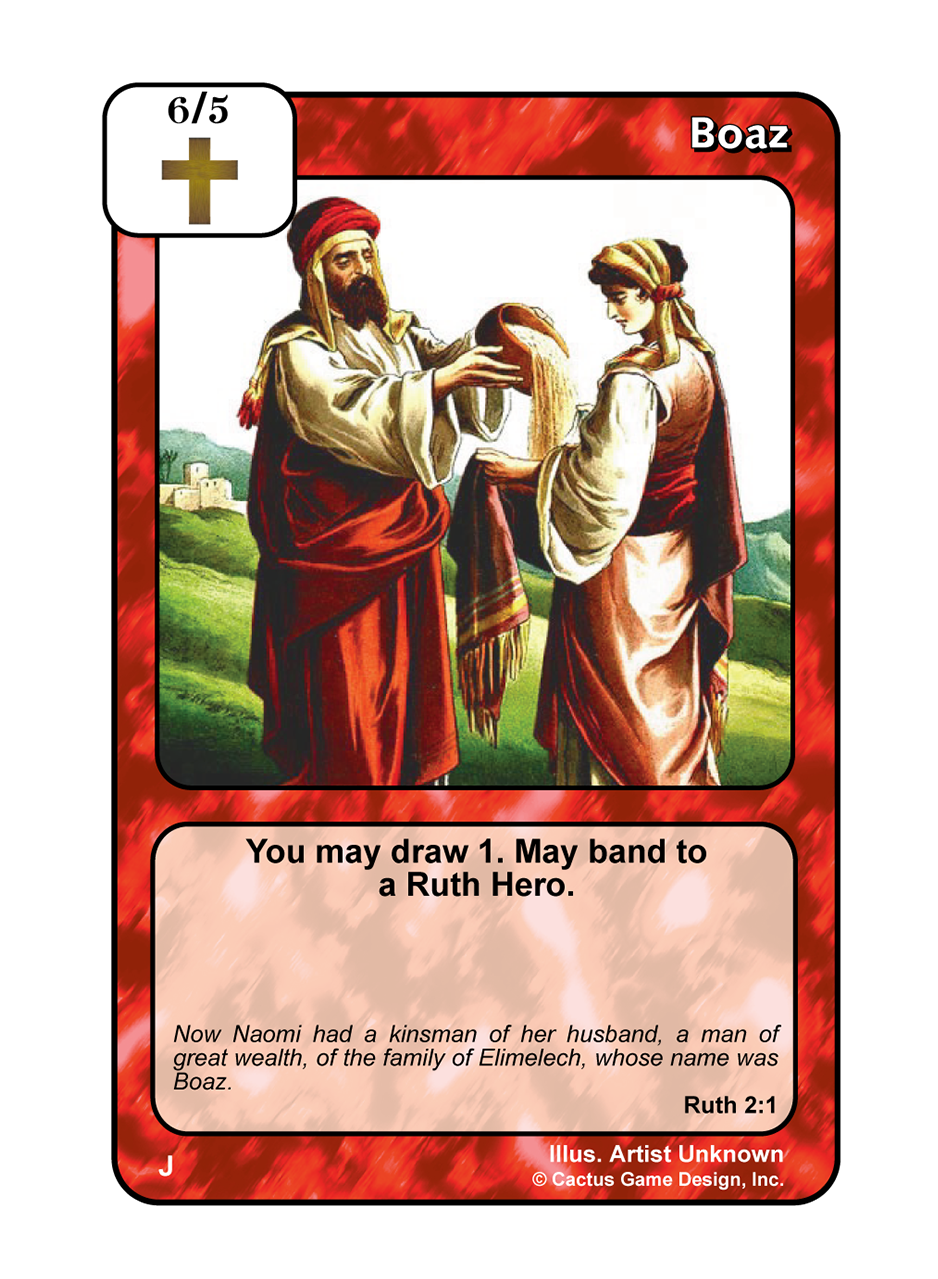 6/5
Boaz
You may draw 1. May band to
a Ruth Hero.
Now Naomi had a kinsman of her husband, a man of
great wealth, of the family of Elimelech, whose name was
Boaz.
Ruth 2:1
J
Illus. Artist Unknown
© Cactus Game Design, Inc.